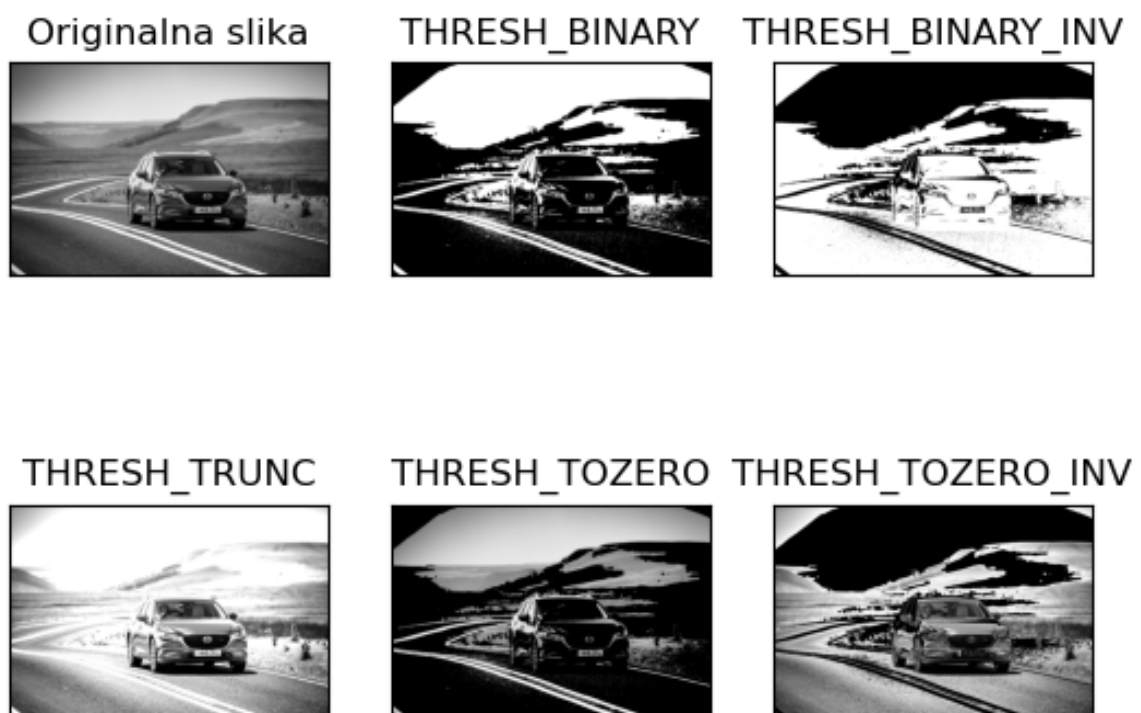 Originalna slika
THRESH_BINARY
THRESH_BINARY_INV
THRESH_TRUNC
THRESH_TOZERO
THRESH_TOZERO_INV